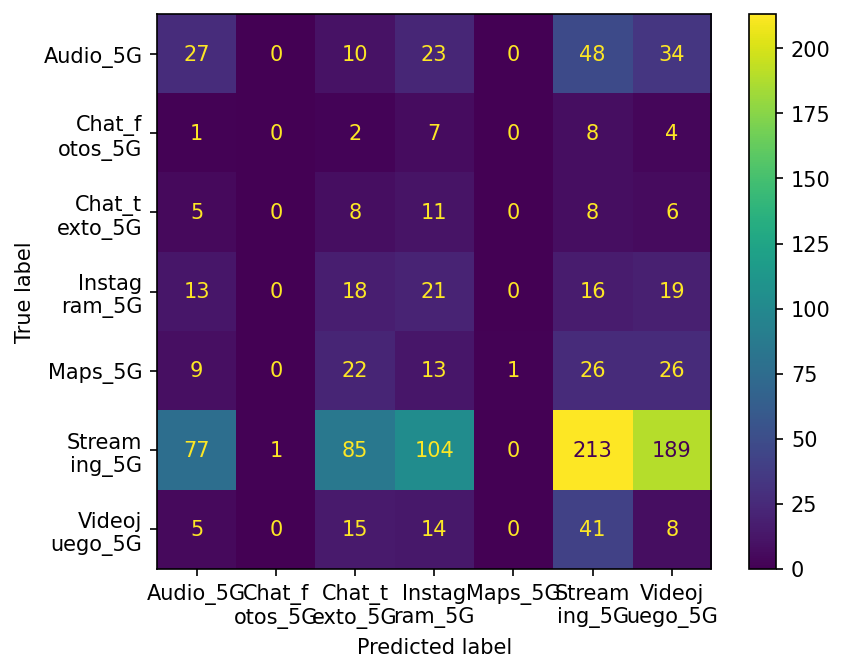 True label
Audio_5G 27 0 10 23 0 48 34
Chat_f
otos_5G 1 0 2 7 0 8 4
Chat_t
exto_5G 5 0 8 11 0 8 6
Instag
ram_5G 13 0 18 21 0 16 19
Maps_5G 9 0 22 13 1 26 26
Stream
ing_5G 77 1 85 104 0 213 189
Videoj
uego_5G 5 0 15 14 0 41 8
Audio_5G Chat_f Chat_t Instag Maps_5G Stream Videoj
otos_5G exto_5G ram_5G ing_5G uego_5G
Predicted label
200
175
150
125
100
75
50
25
0